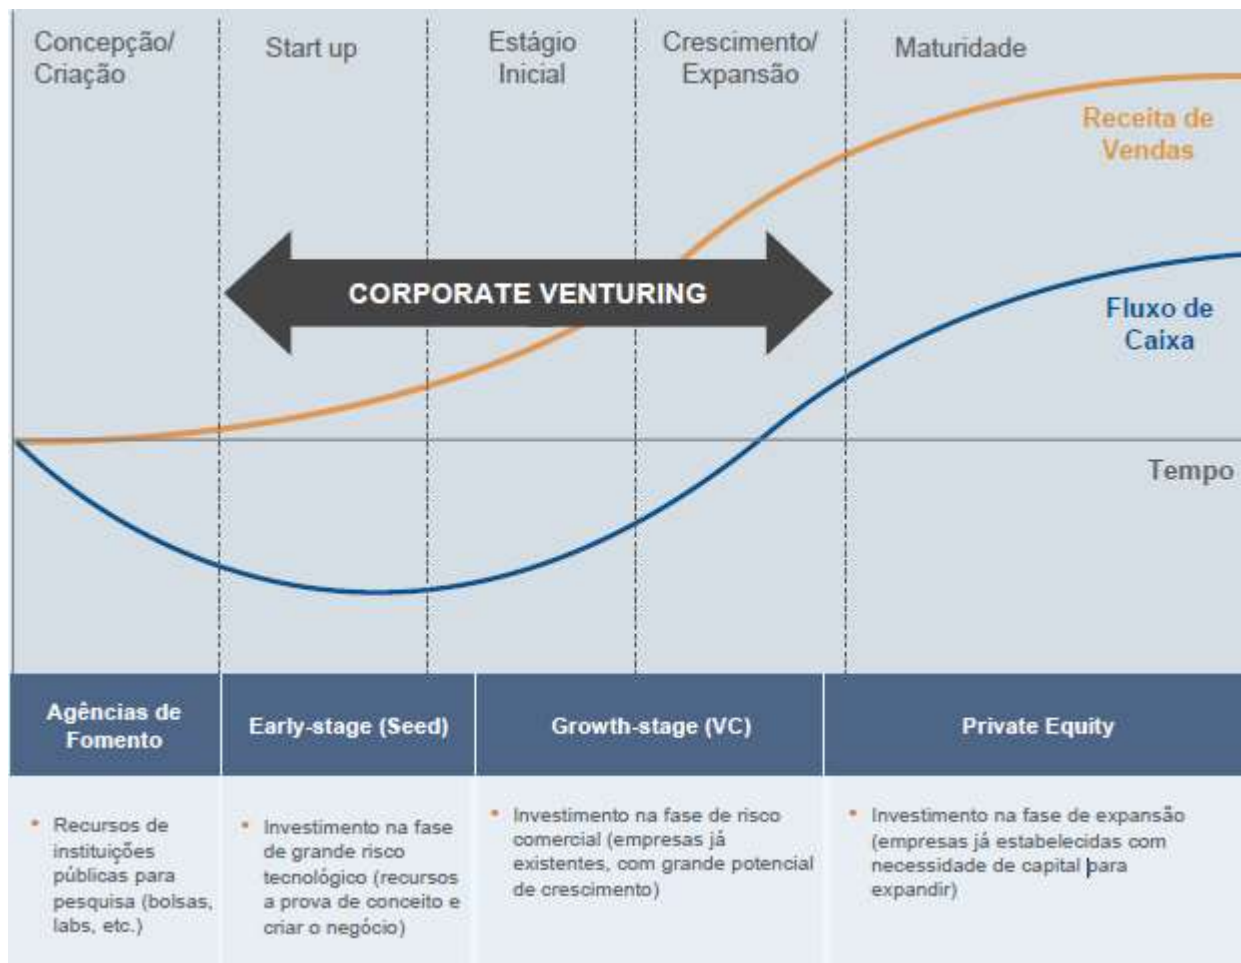 Concepção/
Criação
Start up
Estágio
Inicial
Crescimento/
Expansão
Maturidade
Receita de
Vendas
CORPORATE VENTURING
Fluxo de
Caixa
Tempo
Agências de
Fomento
Early-stage (Seed)
Growth-stage (VC)
Private Equity
• Recursos de
instituições
públicas para
pesquisa (bolsas,
labs, etc.)
• Investimento na fase
de grande risco
tecnológico (recursos
a prova de conceito e
criar o negócio)
• Investimento na fase de risco
comercial (empresas já
existentes, com grande potencial
de crescimento)
• Investimento na fase de expansão
(empresas já estabelecidas com
necessidade de capital para
expandir)